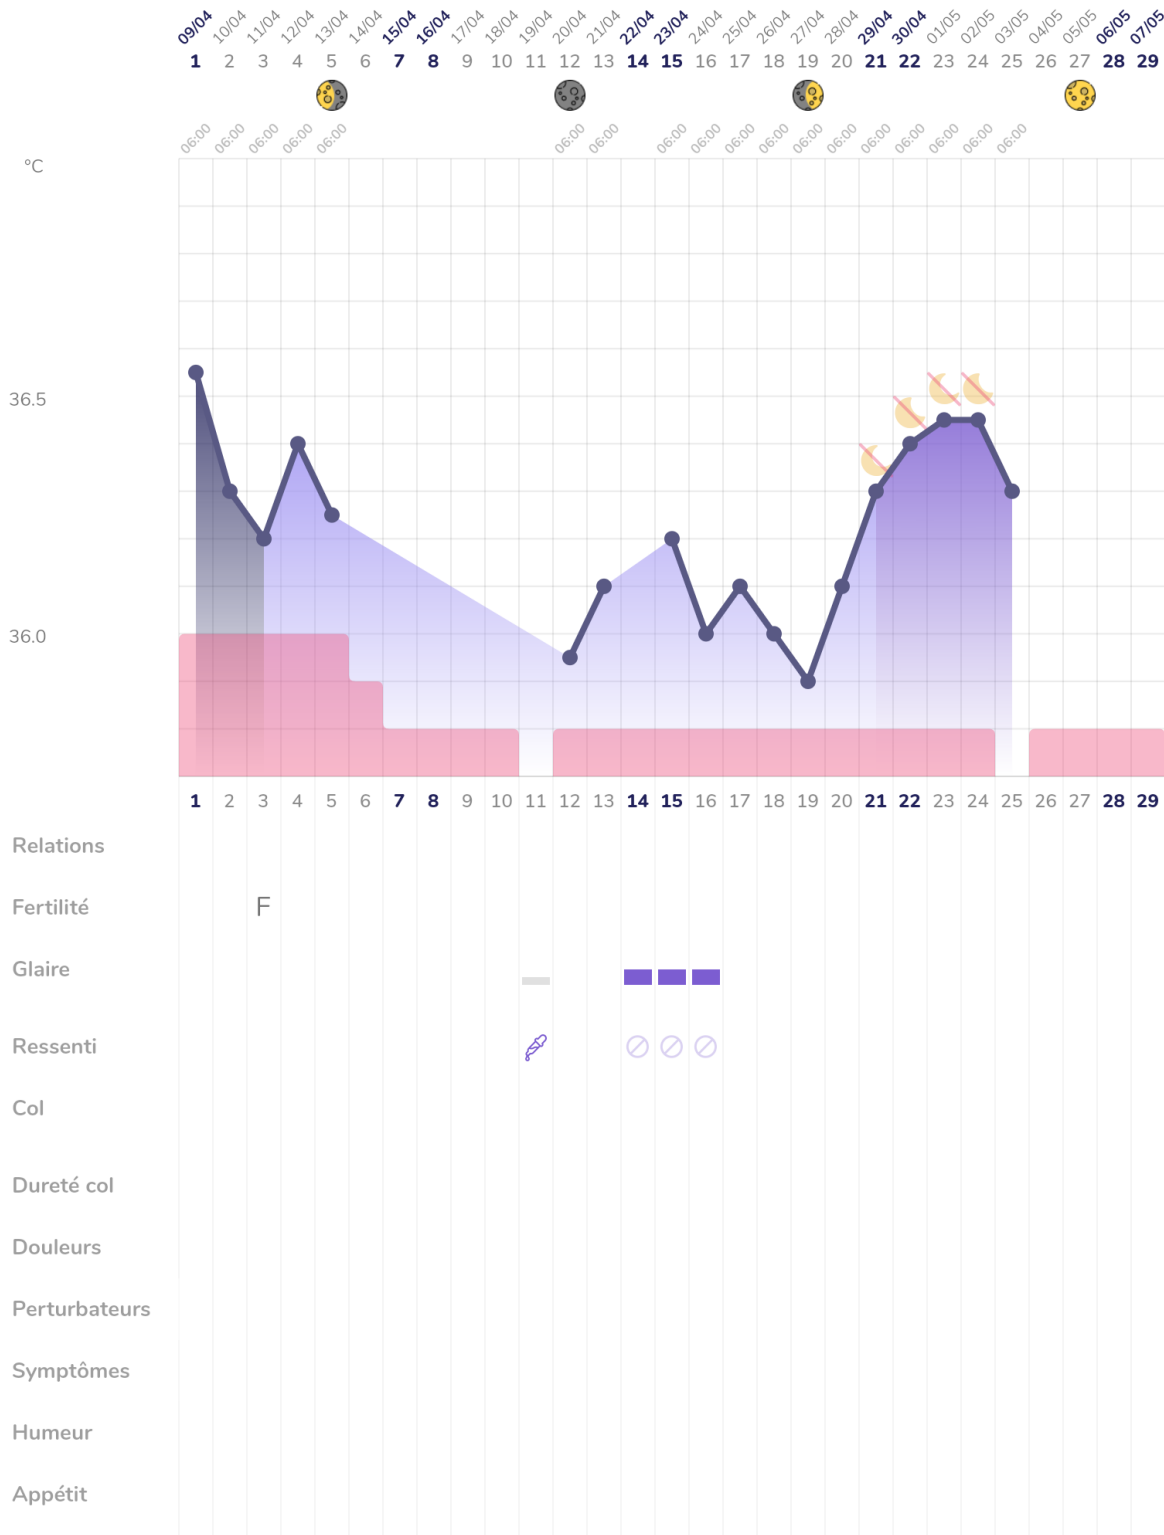 09/04 10/04 11/04 12/04 13/04 14/04 15/04 16/04 17/04 18/04 19/04 20/04 21/04 22/04 23/04 24/04 25/04 26/04 27/04 28/04 29/04 30/04 01/05 02/05 03/05 04/05 05/05 06/05 07/05
1 2 3 4 5 6 7 8 9 10 11 12 13 14 15 16 17 18 19 20 21 22 23 24 25 26 27 28 29
06:00 06:00 06:00 06:00 06:00 06:00 06:00 06:00 06:00 06:00 06:00 06:00 06:00 06:00 06:00 06:00 06:00 06:00
°C
36.5
36.0
1 2 3 4 5 6 7 8 9 10 11 12 13 14 15 16 17 18 19 20 21 22 23 24 25 26 27 28 29
Relations
Fertilité F
Glaire
Ressenti
Col
Dureté col
Douleurs
Perturbateurs
Symptômes
Humeur
Appétit